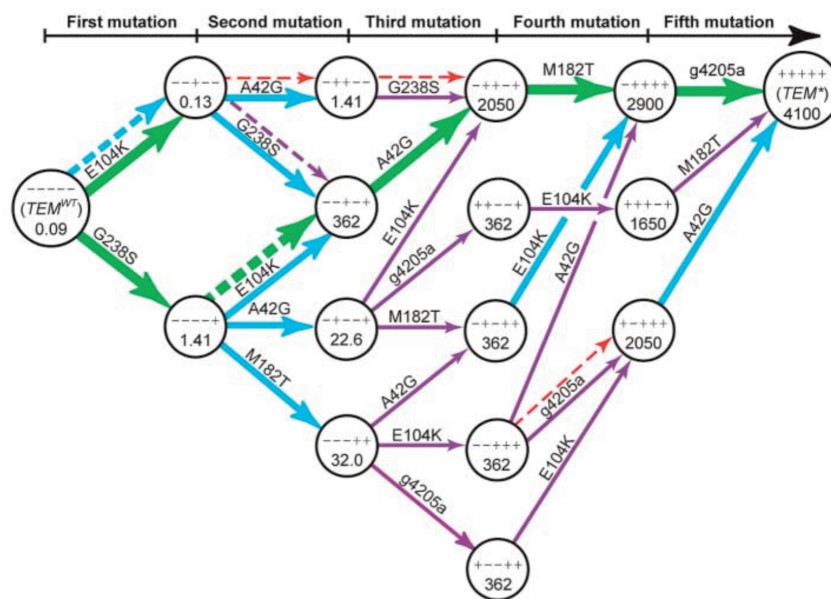 First mutation Second mutation Third mutation Fourth mutation Fifth mutation
−−+−−
0.13
A42G
−++−−
1.41
G238S
−++−+
2050
M182T
−++++
2900
g4205a
+++++
(TEM*)
4100
E104K
G238S
A42G
M182T
−−−−−
(TEM^WT)
0.09
−−+−+
362
E104K
++−−+
362
E104K
+++−+
1650
G238S
E104K
g4205a
E104K
A42G
A42G
−−−−+
1.41
A42G
−+−−+
22.6
M182T
−+−++
362
+−+++
2050
M182T
A42G
g4205a
−−−++
32.0
E104K
−−+++
362
g4205a
E104K
+−−++
362